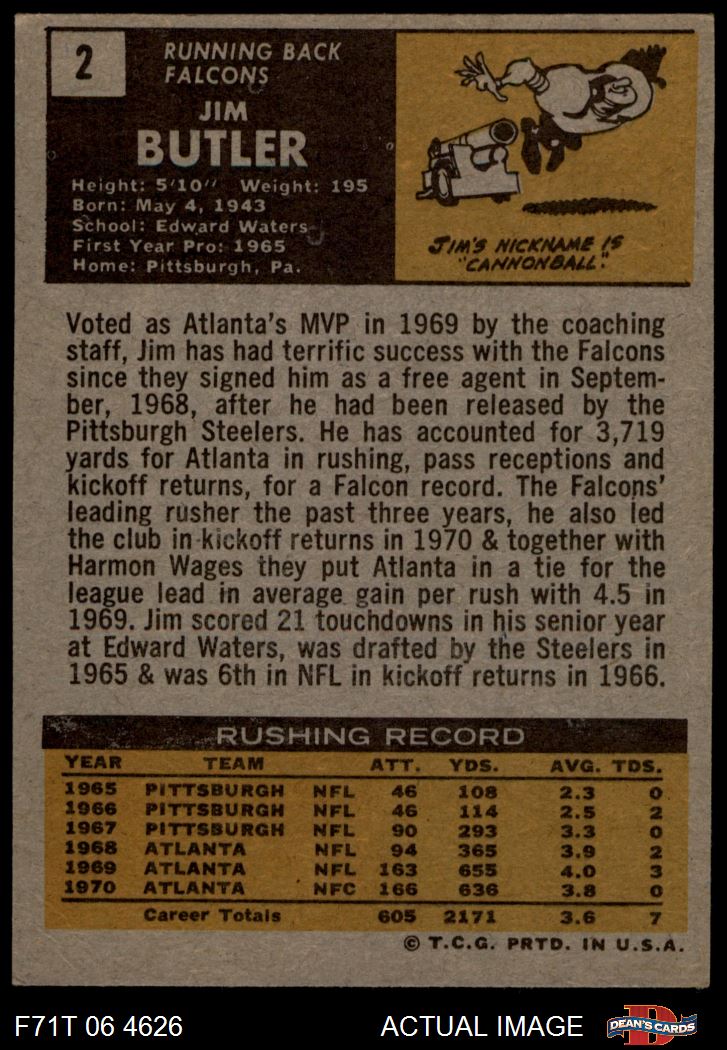 2
RUNNING BACK
FALCONS
JIM
BUTLER
Height: 5'10" Weight: 195
Born: May 4, 1943
School: Edward Waters
First Year Pro: 1965
Home: Pittsburgh, Pa.
JIM'S NICKNAME IS
"CANNONBALL".
Voted as Atlanta's MVP in 1969 by the coaching
staff, Jim has had terrific success with the Falcons
since they signed him as a free agent in Septem-
ber, 1968, after he had been released by the
Pittsburgh Steelers. He has accounted for 3,719
yards for Atlanta in rushing, pass receptions and
kickoff returns, for a Falcon record. The Falcons'
leading rusher the past three years, he also led
the club in kickoff returns in 1970 & together with
Harmon Wages they put Atlanta in a tie for the
league lead in average gain per rush with 4.5 in
1969. Jim scored 21 touchdowns in his senior year
at Edward Waters, was drafted by the Steelers in
1965 & was 6th in NFL in kickoff returns in 1966.
RUSHING RECORD
YEAR TEAM ATT. YDS. AVG. TDS.
1965 PITTSBURGH NFL 46 108 2.3 0
1966 PITTSBURGH NFL 46 114 2.5 2
1967 PITTSBURGH NFL 90 293 3.3 0
1968 ATLANTA NFL 94 365 3.9 2
1969 ATLANTA NFL 163 655 4.0 3
1970 ATLANTA NFC 166 636 3.8 0
Career Totals 605 2171 3.6 7
© T.C.G. PRTD. IN U.S.A.
F71T 06 4626 ACTUAL IMAGE D DEAN'S CARDS